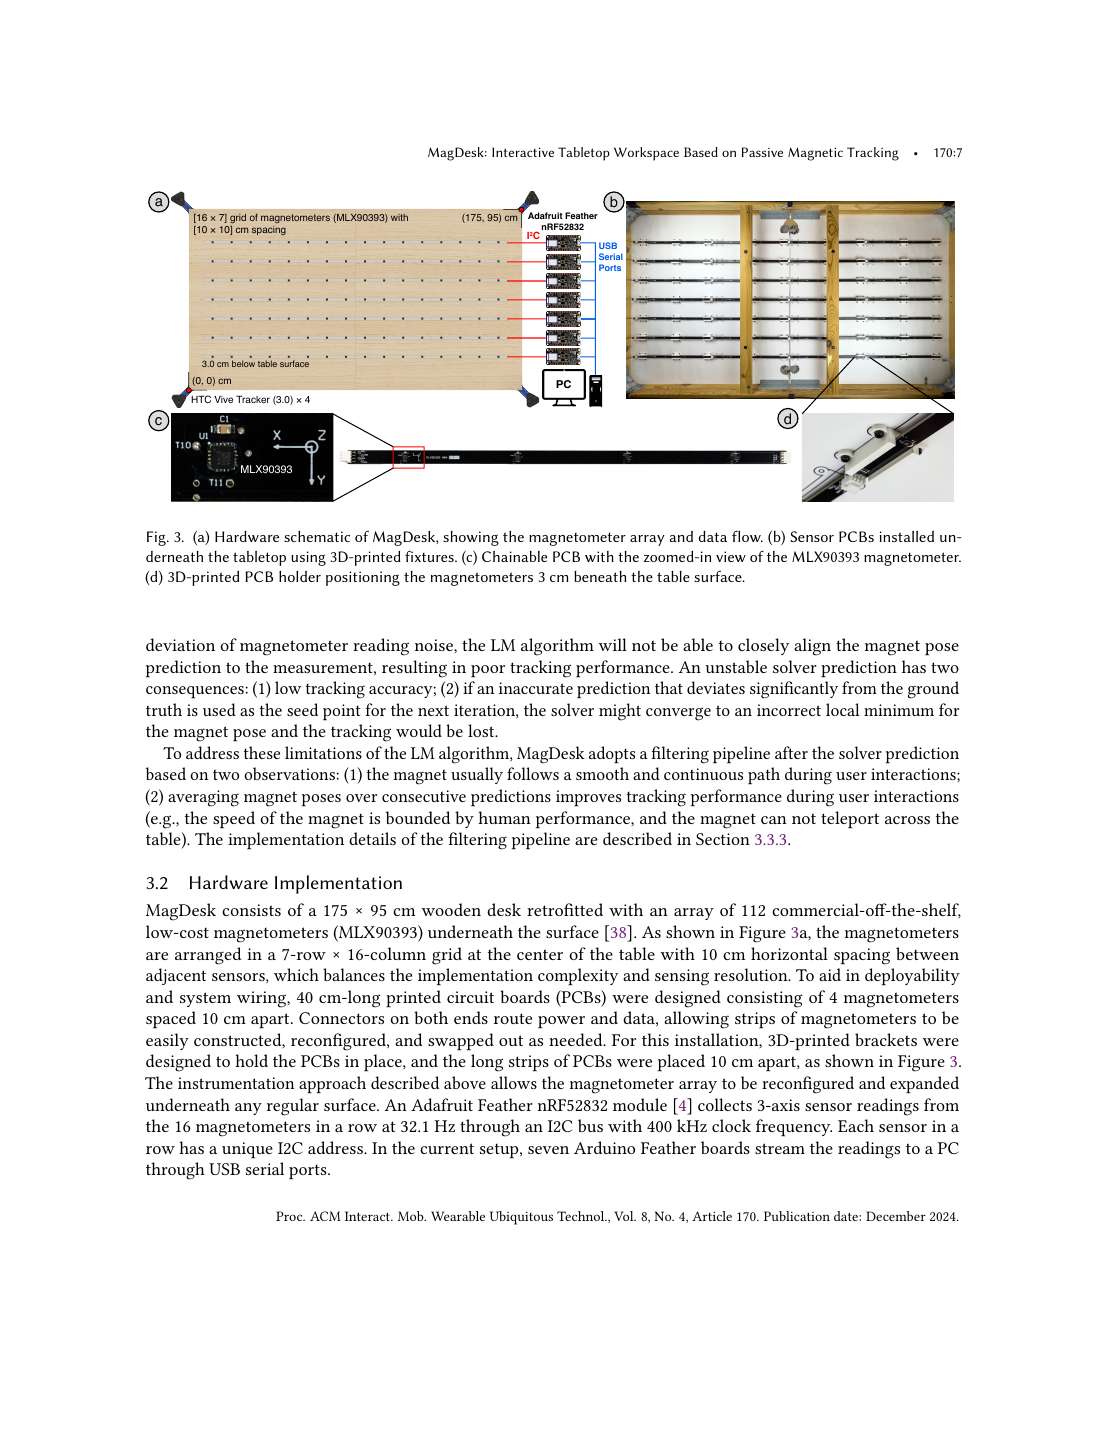 MagDesk: Interactive Tabletop Workspace Based on Passive Magnetic Tracking • 170:7
a
[16 × 7] grid of magnetometers (MLX90393) with
[10 × 10] cm spacing
(175, 95) cm
Adafruit Feather
nRF52832
I²C
USB
Serial
Ports
3.0 cm below table surface
(0, 0) cm
HTC Vive Tracker (3.0) × 4
PC
b
c
C1
U1
T10
T11
X
Z
Y
MLX90393
d
Fig. 3. (a) Hardware schematic of MagDesk, showing the magnetometer array and data flow. (b) Sensor PCBs installed un-
derneath the tabletop using 3D-printed fixtures. (c) Chainable PCB with the zoomed-in view of the MLX90393 magnetometer.
(d) 3D-printed PCB holder positioning the magnetometers 3 cm beneath the table surface.
deviation of magnetometer reading noise, the LM algorithm will not be able to closely align the magnet pose
prediction to the measurement, resulting in poor tracking performance. An unstable solver prediction has two
consequences: (1) low tracking accuracy; (2) if an inaccurate prediction that deviates significantly from the ground
truth is used as the seed point for the next iteration, the solver might converge to an incorrect local minimum for
the magnet pose and the tracking would be lost.
To address these limitations of the LM algorithm, MagDesk adopts a filtering pipeline after the solver prediction
based on two observations: (1) the magnet usually follows a smooth and continuous path during user interactions;
(2) averaging magnet poses over consecutive predictions improves tracking performance during user interactions
(e.g., the speed of the magnet is bounded by human performance, and the magnet can not teleport across the
table). The implementation details of the filtering pipeline are described in Section 3.3.3.
3.2 Hardware Implementation
MagDesk consists of a 175 × 95 cm wooden desk retrofitted with an array of 112 commercial-off-the-shelf,
low-cost magnetometers (MLX90393) underneath the surface [38]. As shown in Figure 3a, the magnetometers
are arranged in a 7-row × 16-column grid at the center of the table with 10 cm horizontal spacing between
adjacent sensors, which balances the implementation complexity and sensing resolution. To aid in deployability
and system wiring, 40 cm-long printed circuit boards (PCBs) were designed consisting of 4 magnetometers
spaced 10 cm apart. Connectors on both ends route power and data, allowing strips of magnetometers to be
easily constructed, reconfigured, and swapped out as needed. For this installation, 3D-printed brackets were
designed to hold the PCBs in place, and the long strips of PCBs were placed 10 cm apart, as shown in Figure 3.
The instrumentation approach described above allows the magnetometer array to be reconfigured and expanded
underneath any regular surface. An Adafruit Feather nRF52832 module [4] collects 3-axis sensor readings from
the 16 magnetometers in a row at 32.1 Hz through an I2C bus with 400 kHz clock frequency. Each sensor in a
row has a unique I2C address. In the current setup, seven Arduino Feather boards stream the readings to a PC
through USB serial ports.
Proc. ACM Interact. Mob. Wearable Ubiquitous Technol., Vol. 8, No. 4, Article 170. Publication date: December 2024.